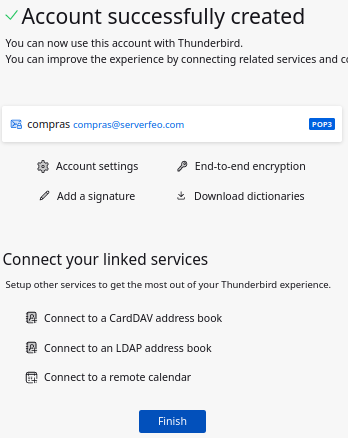 Account successfully created
You can now use this account with Thunderbird.
You can improve the experience by connecting related services and
compras compras@serverfeo.com POP3
Account settings End-to-end encryption
Add a signature Download dictionaries
Connect your linked services
Setup other services to get the most out of your Thunderbird experience.
Connect to a CardDAV address book
Connect to an LDAP address book
Connect to a remote calendar
Finish